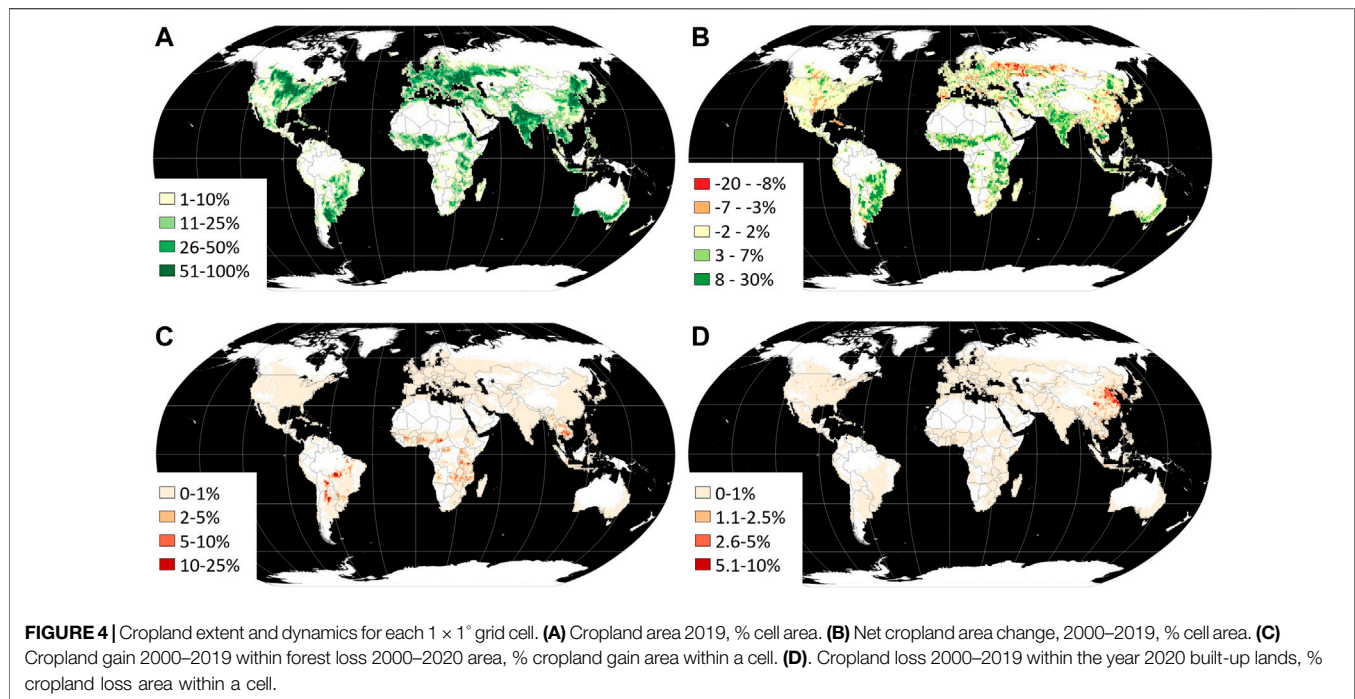 A
1-10%
11-25%
26-50%
51-100%
B
-20 - -8%
-7 - -3%
-2 - 2%
3 - 7%
8 - 30%
C
0-1%
2-5%
5-10%
10-25%
D
0-1%
1.1-2.5%
2.6-5%
5.1-10%
FIGURE 4 | Cropland extent and dynamics for each 1 × 1° grid cell. (A) Cropland area 2019, % cell area. (B) Net cropland area change, 2000–2019, % cell area. (C)
Cropland gain 2000–2019 within forest loss 2000–2020 area, % cropland gain area within a cell. (D). Cropland loss 2000–2019 within the year 2020 built-up lands, %
cropland loss area within a cell.